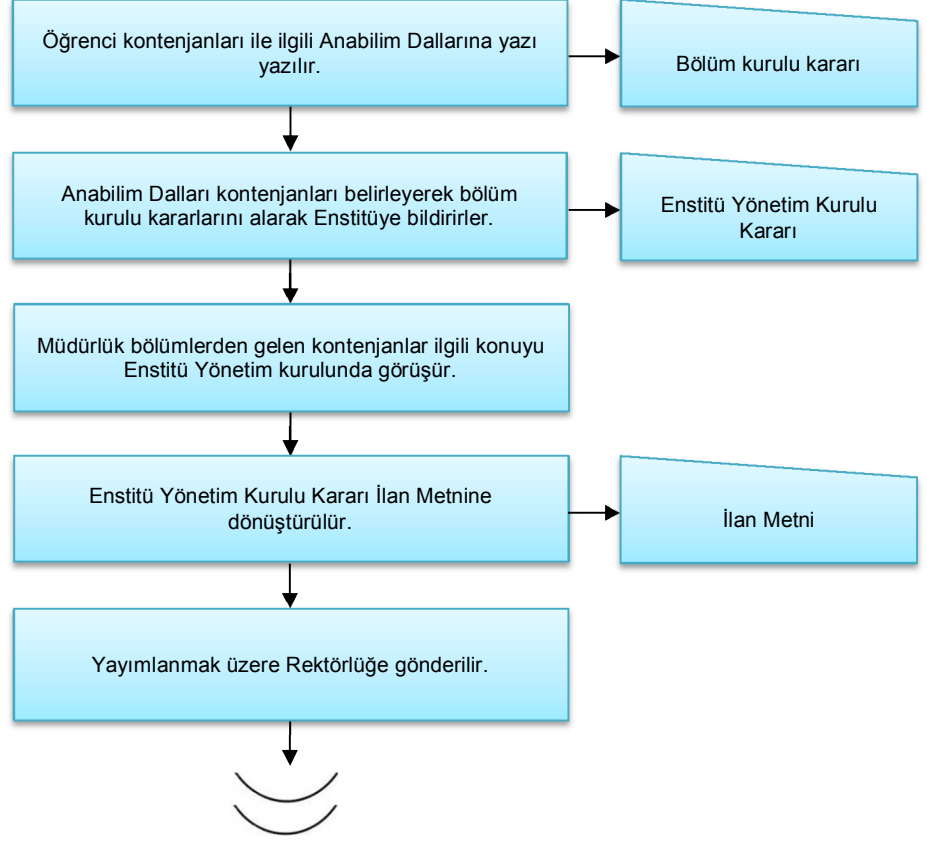 Öğrenci kontenjanları ile ilgili Anabilim Dallarına yazı
yazılır.
Bölüm kurulu kararı
Anabilim Dalları kontenjanları belirleyerek bölüm
kurulu kararlarını alarak Enstitüye bildirirler.
Enstitü Yönetim Kurulu
Kararı
Müdürlük bölümlerden gelen kontenjanlar ilgili konuyu
Enstitü Yönetim kurulunda görüşür.
Enstitü Yönetim Kurulu Kararı İlan Metnine
dönüştürülür.
İlan Metni
Yayımlanmak üzere Rektörlüğe gönderilir.